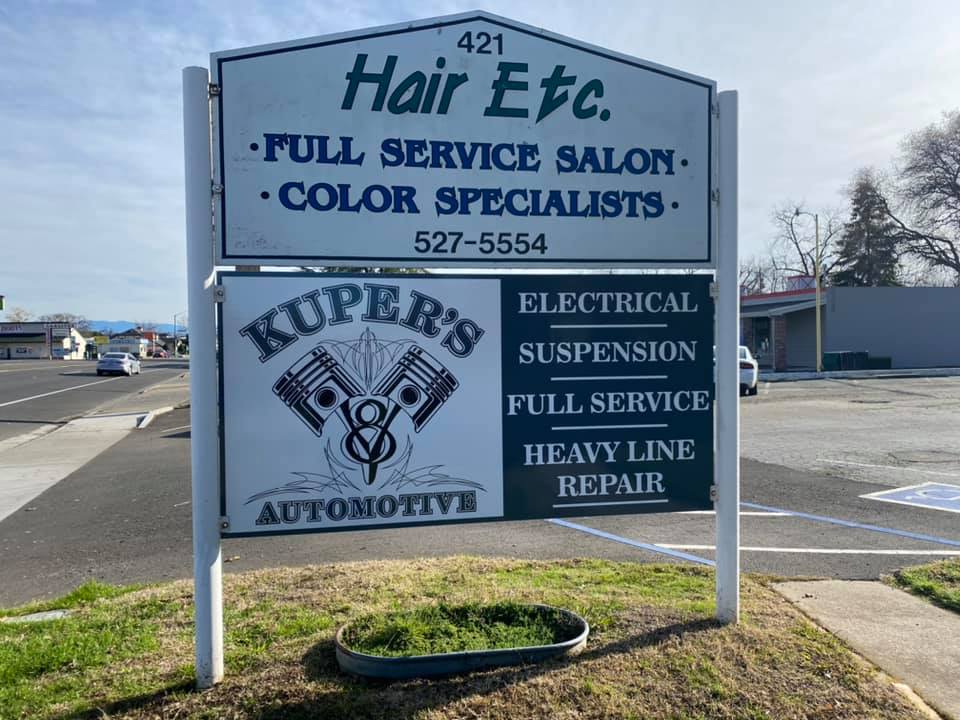 421
Hair Etc.
·FULL SERVICE SALON·
·COLOR SPECIALISTS·
527-5554
KUPER'S
V8
AUTOMOTIVE
ELECTRICAL
SUSPENSION
FULL SERVICE
HEAVY LINE
REPAIR